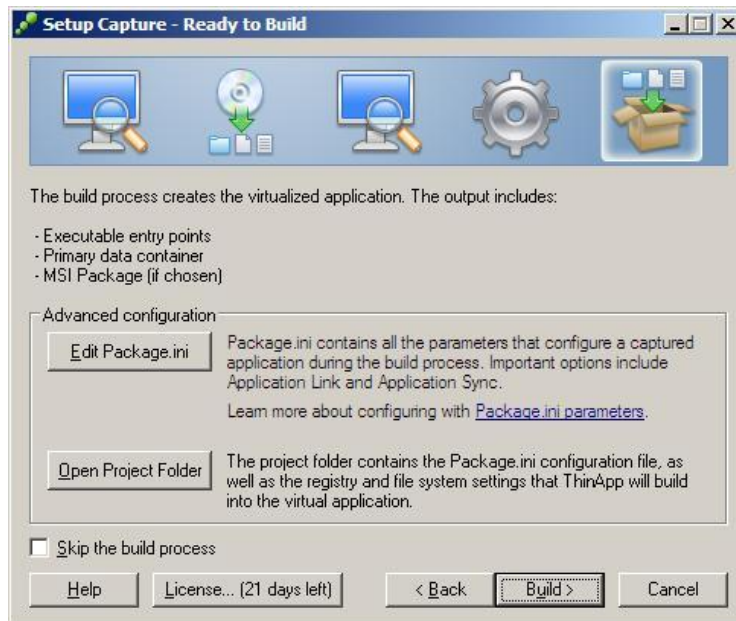 Setup Capture - Ready to Build
The build process creates the virtualized application. The output includes:
- Executable entry points
- Primary data container
- MSI Package (if chosen)
Advanced configuration
Edit Package.ini
Package.ini contains all the parameters that configure a captured
application during the build process. Important options include
Application Link and Application Sync.
Learn more about configuring with Package.ini parameters.
Open Project Folder
The project folder contains the Package.ini configuration file, as
well as the registry and file system settings that ThinApp will build
into the virtual application.
Skip the build process
Help
License... (21 days left)
< Back
Build >
Cancel